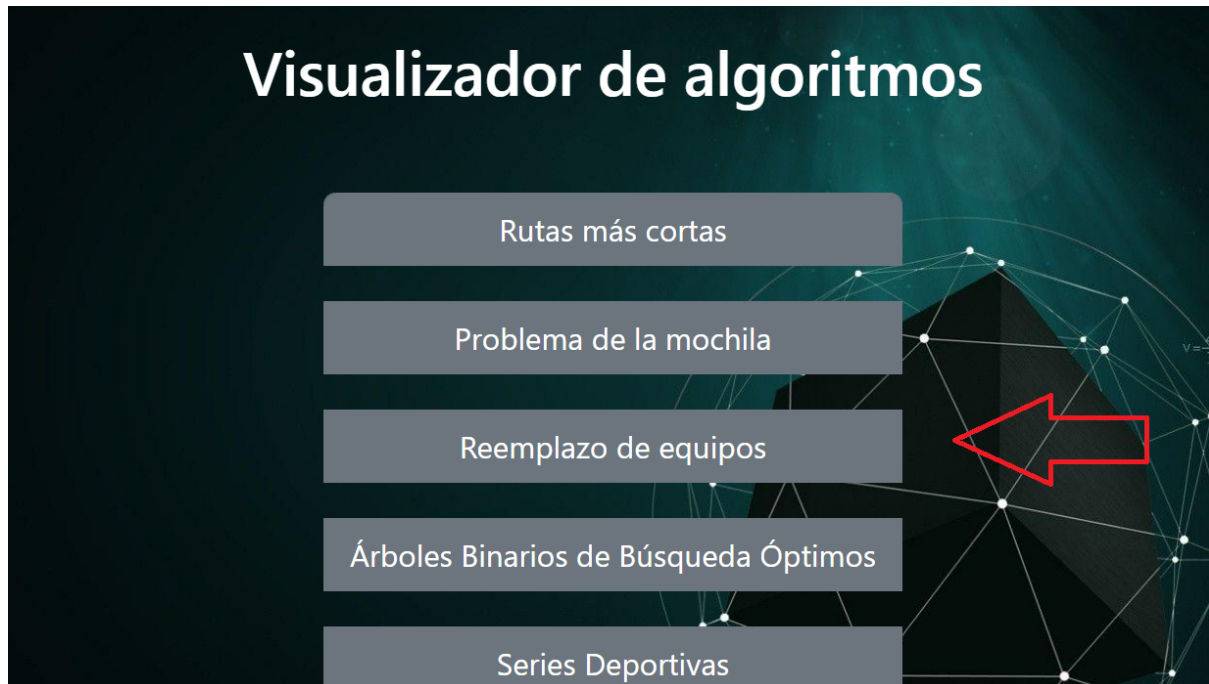 Visualizador de algoritmos
Rutas más cortas
Problema de la mochila
Reemplazo de equipos
Árboles Binarios de Búsqueda Óptimos
Series Deportivas